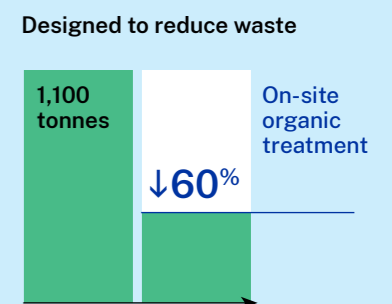 Designed to reduce waste
1,100
tonnes
On-site
organic
treatment
↓60%